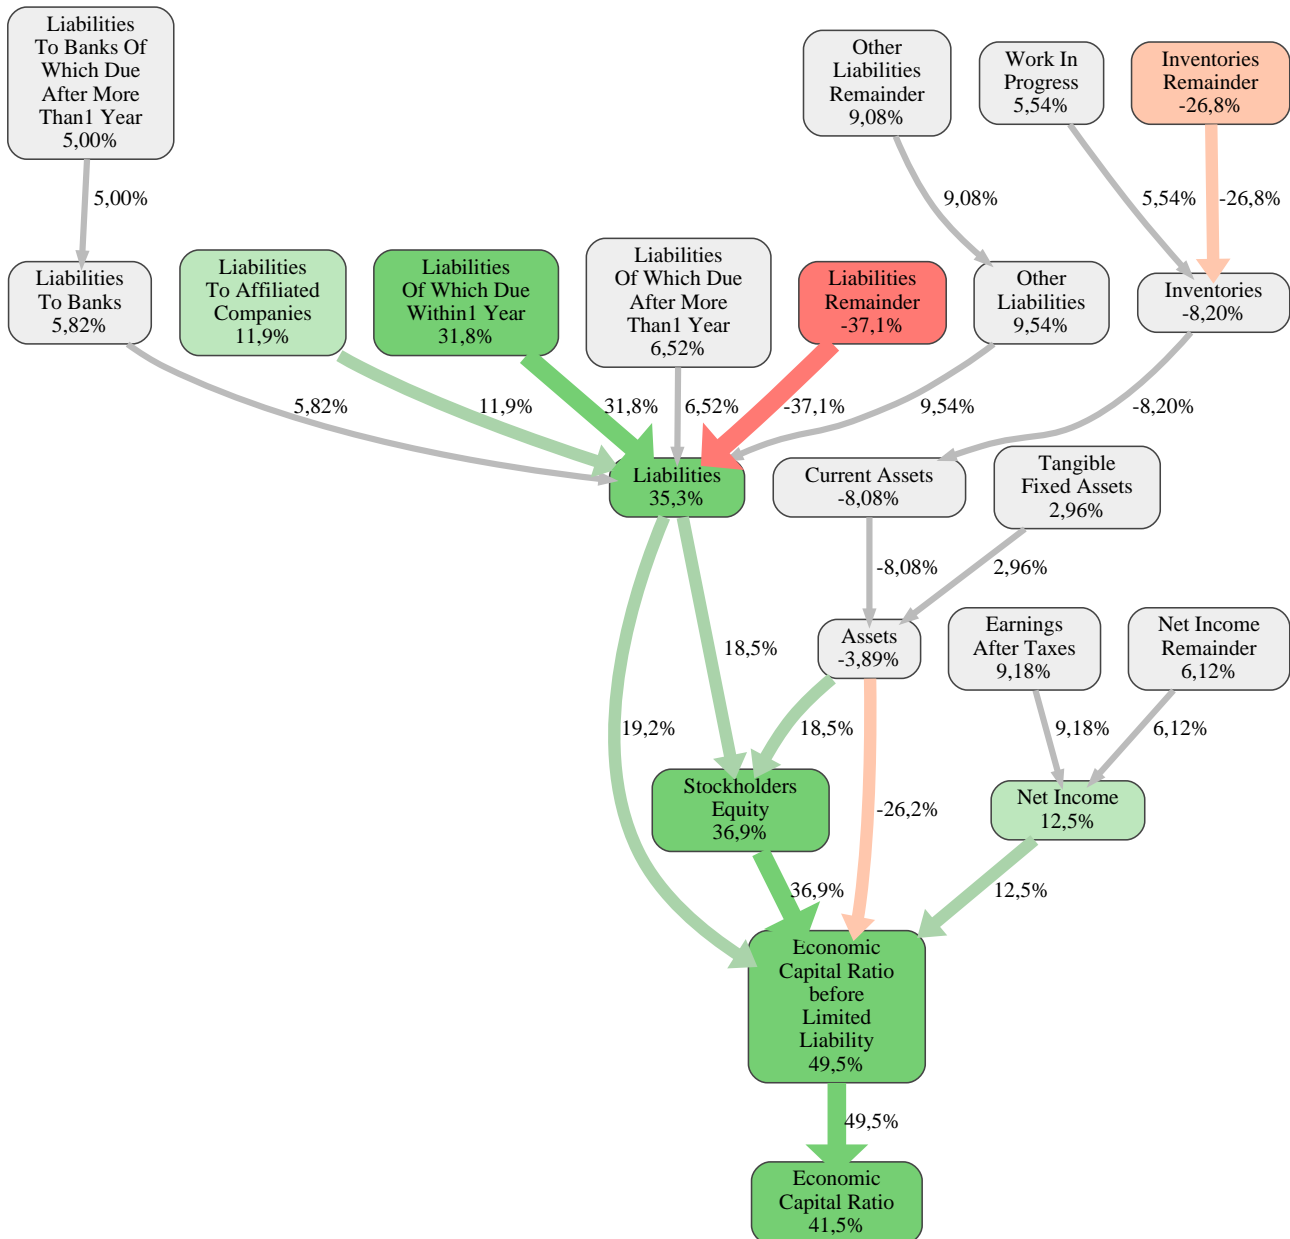 Liabilities
To Banks Of
Which Due
After More
Than1 Year
5,00%
Other
Liabilities
Remainder
9,08%
Work In
Progress
5,54%
Inventories
Remainder
-26,8%
5,00%
9,08%
5,54%
-26,8%
Liabilities
To Banks
5,82%
Liabilities
To Affiliated
Companies
11,9%
Liabilities
Of Which Due
Within1 Year
31,8%
Liabilities
Of Which Due
After More
Than1 Year
6,52%
Liabilities
Remainder
-37,1%
Other
Liabilities
9,54%
Inventories
-8,20%
5,82%
11,9%
31,8%
6,52%
-37,1%
9,54%
-8,20%
Liabilities
35,3%
Current Assets
-8,08%
Tangible
Fixed Assets
2,96%
-8,08%
2,96%
18,5%
Assets
-3,89%
Earnings
After Taxes
9,18%
Net Income
Remainder
6,12%
19,2%
18,5%
9,18%
6,12%
Stockholders
Equity
36,9%
-26,2%
Net Income
12,5%
36,9%
12,5%
Economic
Capital Ratio
before
Limited
Liability
49,5%
49,5%
Economic
Capital Ratio
41,5%